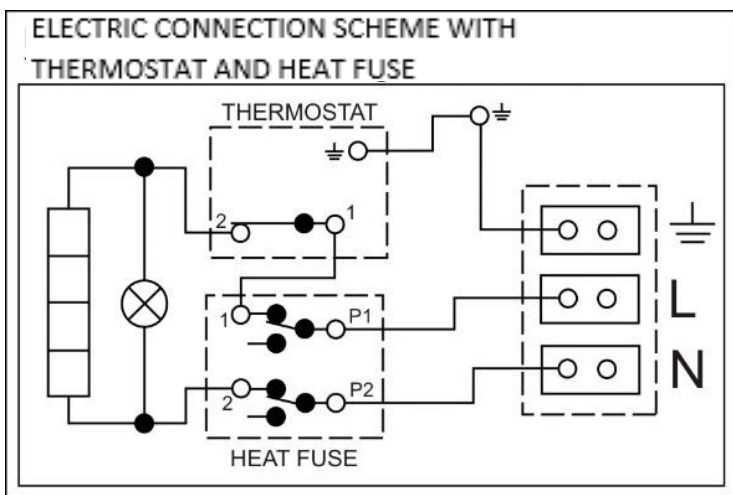 ELECTRIC CONNECTION SCHEME WITH
THERMOSTAT AND HEAT FUSE
THERMOSTAT
2
1
1
P1
L
2
P2
N
HEAT FUSE